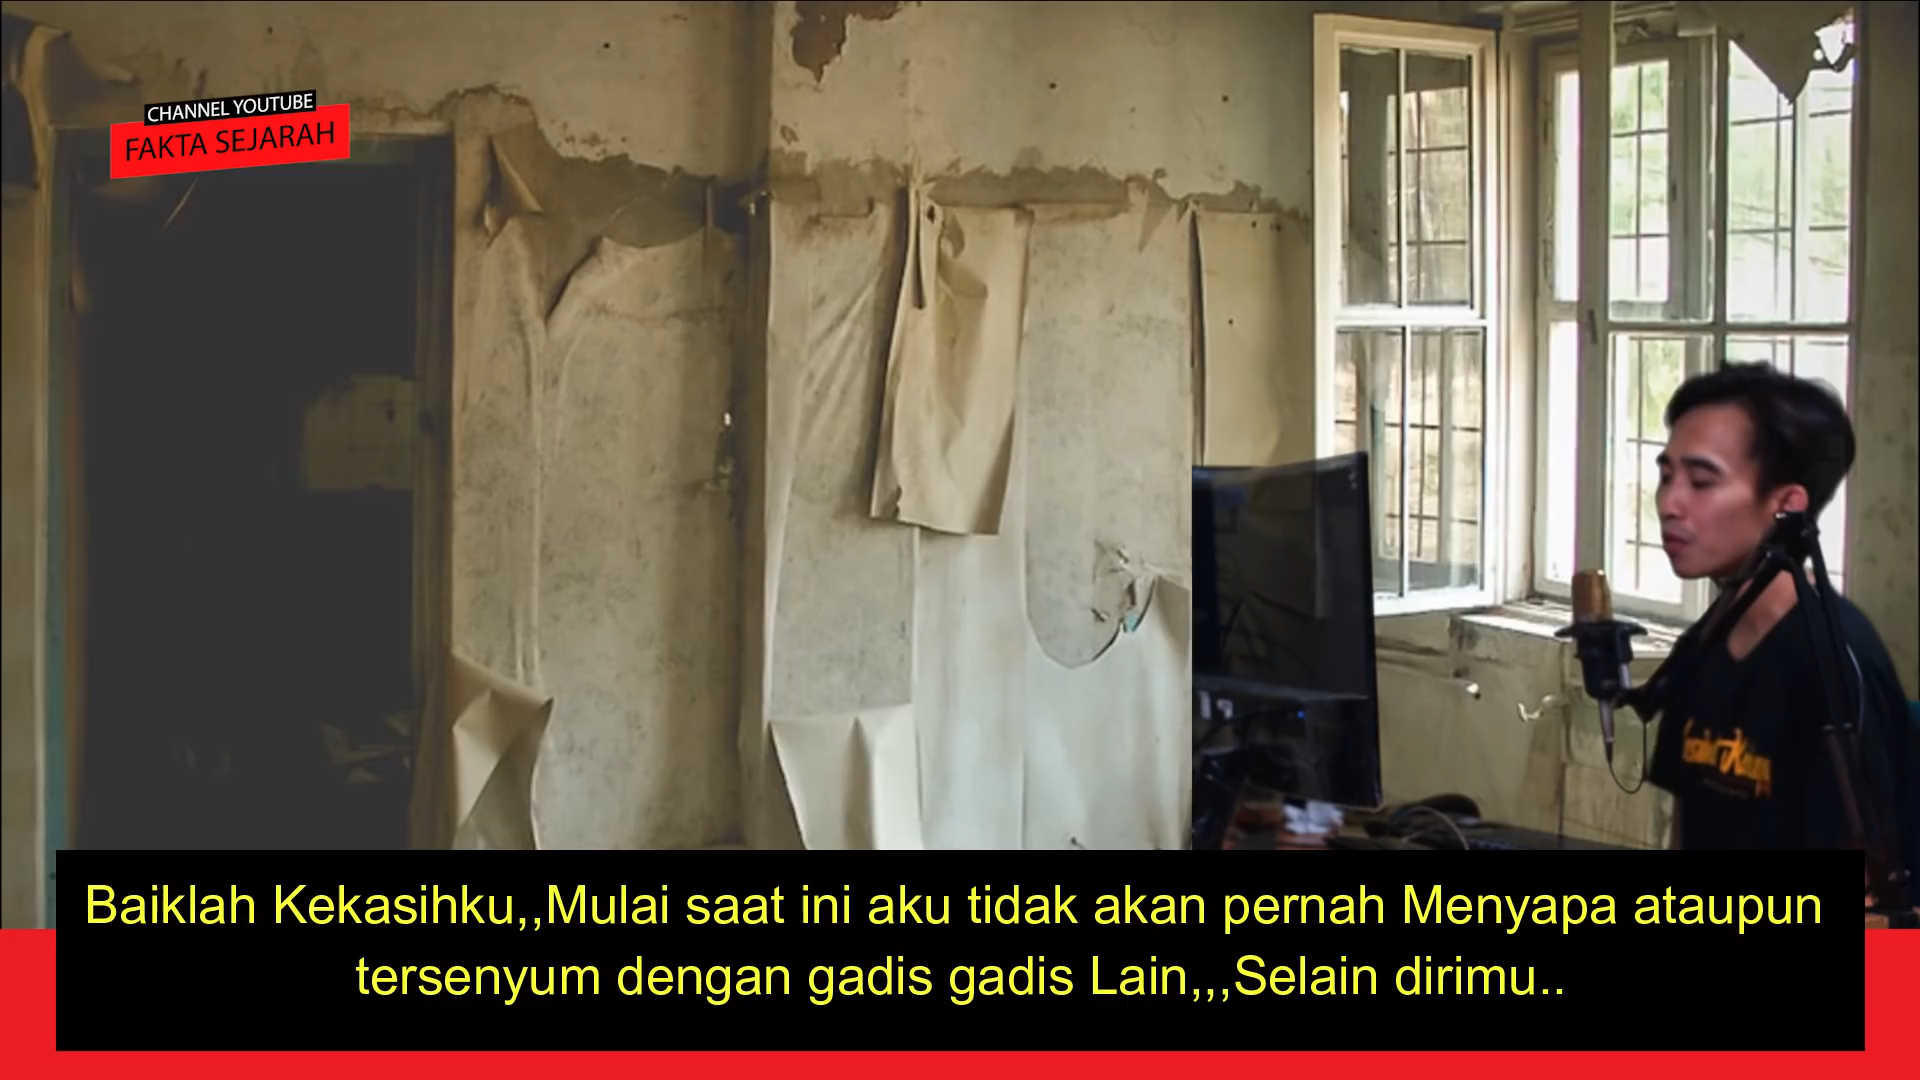 CHANNEL YOUTUBE
FAKTA SEJARAH
Baiklah Kekasihku,,Mulai saat ini aku tidak akan pernah Menyapa ataupun
tersenyum dengan gadis gadis Lain,,,Selain dirimu..